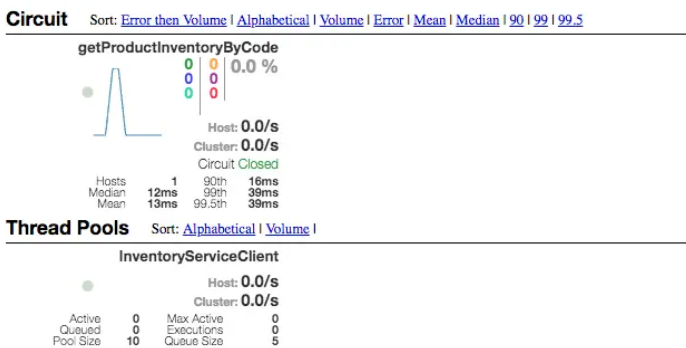 Circuit Sort: Error then Volume | Alphabetical | Volume | Error | Mean | Median | 90 | 99 | 99.5
getProductInventoryByCode
0 0 0.0 %
0 0
0 0
Host: 0.0/s
Cluster: 0.0/s
Circuit Closed
Hosts 1 90th 16ms
Median 12ms 99th 39ms
Mean 13ms 99.5th 39ms
Thread Pools Sort: Alphabetical | Volume |
InventoryServiceClient
Host: 0.0/s
Cluster: 0.0/s
Active 0 Max Active 0
Queued 0 Executions 0
Pool Size 10 Queue Size 5